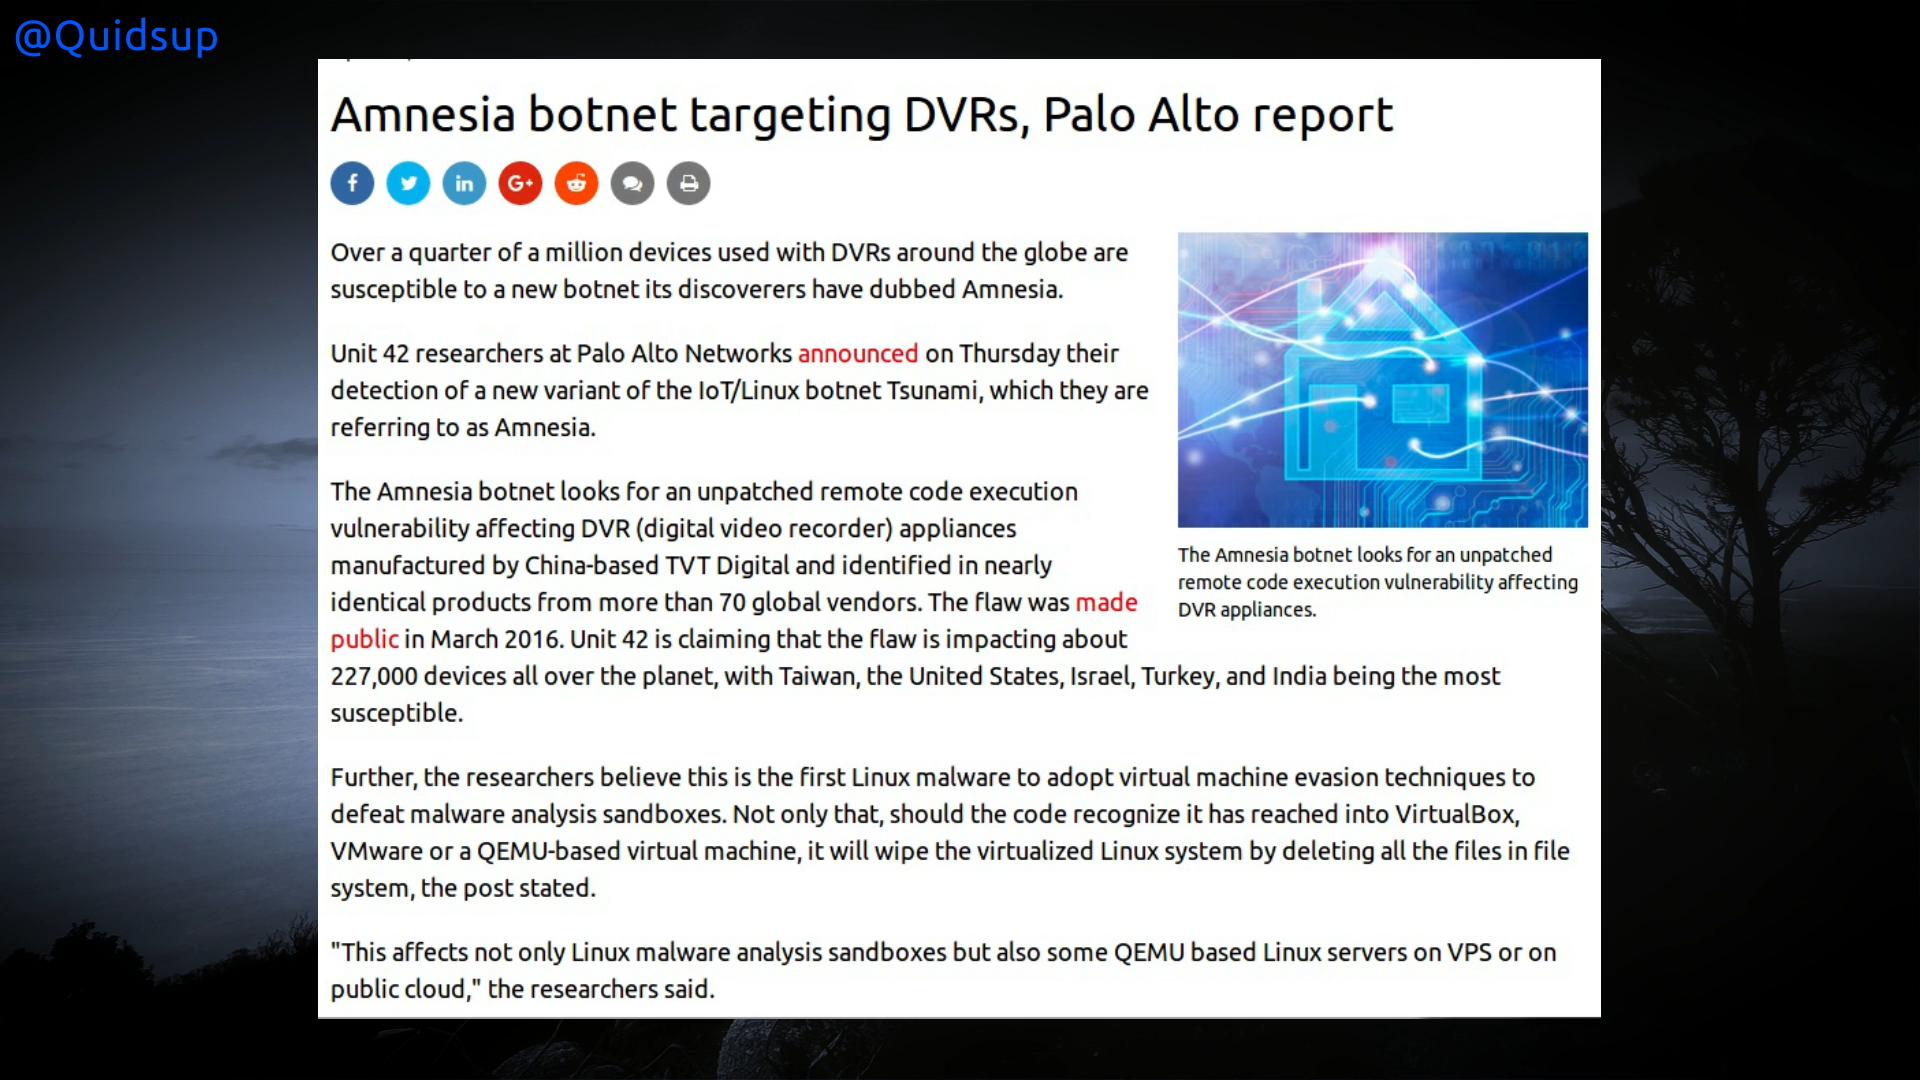 @Quidsup
Amnesia botnet targeting DVRs, Palo Alto report
Over a quarter of a million devices used with DVRs around the globe are
susceptible to a new botnet its discoverers have dubbed Amnesia.
Unit 42 researchers at Palo Alto Networks announced on Thursday their
detection of a new variant of the IoT/Linux botnet Tsunami, which they are
referring to as Amnesia.
The Amnesia botnet looks for an unpatched remote code execution
vulnerability affecting DVR (digital video recorder) appliances
manufactured by China-based TVT Digital and identified in nearly
identical products from more than 70 global vendors. The flaw was made
public in March 2016. Unit 42 is claiming that the flaw is impacting about
227,000 devices all over the planet, with Taiwan, the United States, Israel, Turkey, and India being the most
susceptible.
The Amnesia botnet looks for an unpatched
remote code execution vulnerability affecting
DVR appliances.
Further, the researchers believe this is the first Linux malware to adopt virtual machine evasion techniques to
defeat malware analysis sandboxes. Not only that, should the code recognize it has reached into VirtualBox,
VMware or a QEMU-based virtual machine, it will wipe the virtualized Linux system by deleting all the files in file
system, the post stated.
"This affects not only Linux malware analysis sandboxes but also some QEMU based Linux servers on VPS or on
public cloud," the researchers said.